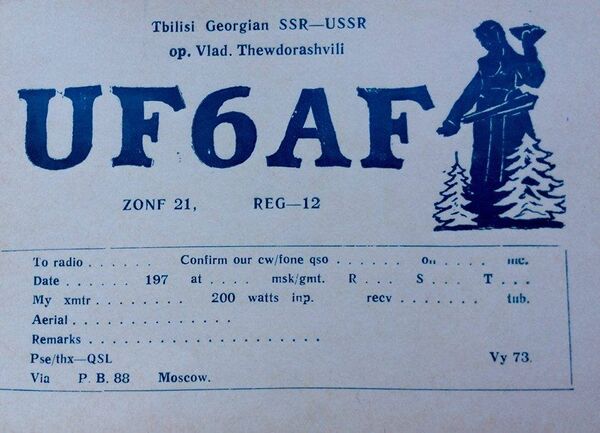 Tbilisi Georgian SSR—USSR
op. Vlad. Thewdorashvili
UF6AF
ZONF 21, REG—12
To radio . . . . . . Confirm our cw/fone qso . . . . . . on . . mc.
Date . . . . . . 197 at . . . . msk/gmt. R . . . S . . . T . . .
My xmtr . . . . . . . . 200 watts inp. recv . . . . . . . tub.
Aerial . . . . . . . . . . . . . .
Remarks . . . . . . . . . . . . . . . . . . . . .
Pse/thx—QSL Vy 73.
Via P. B. 88 Moscow.